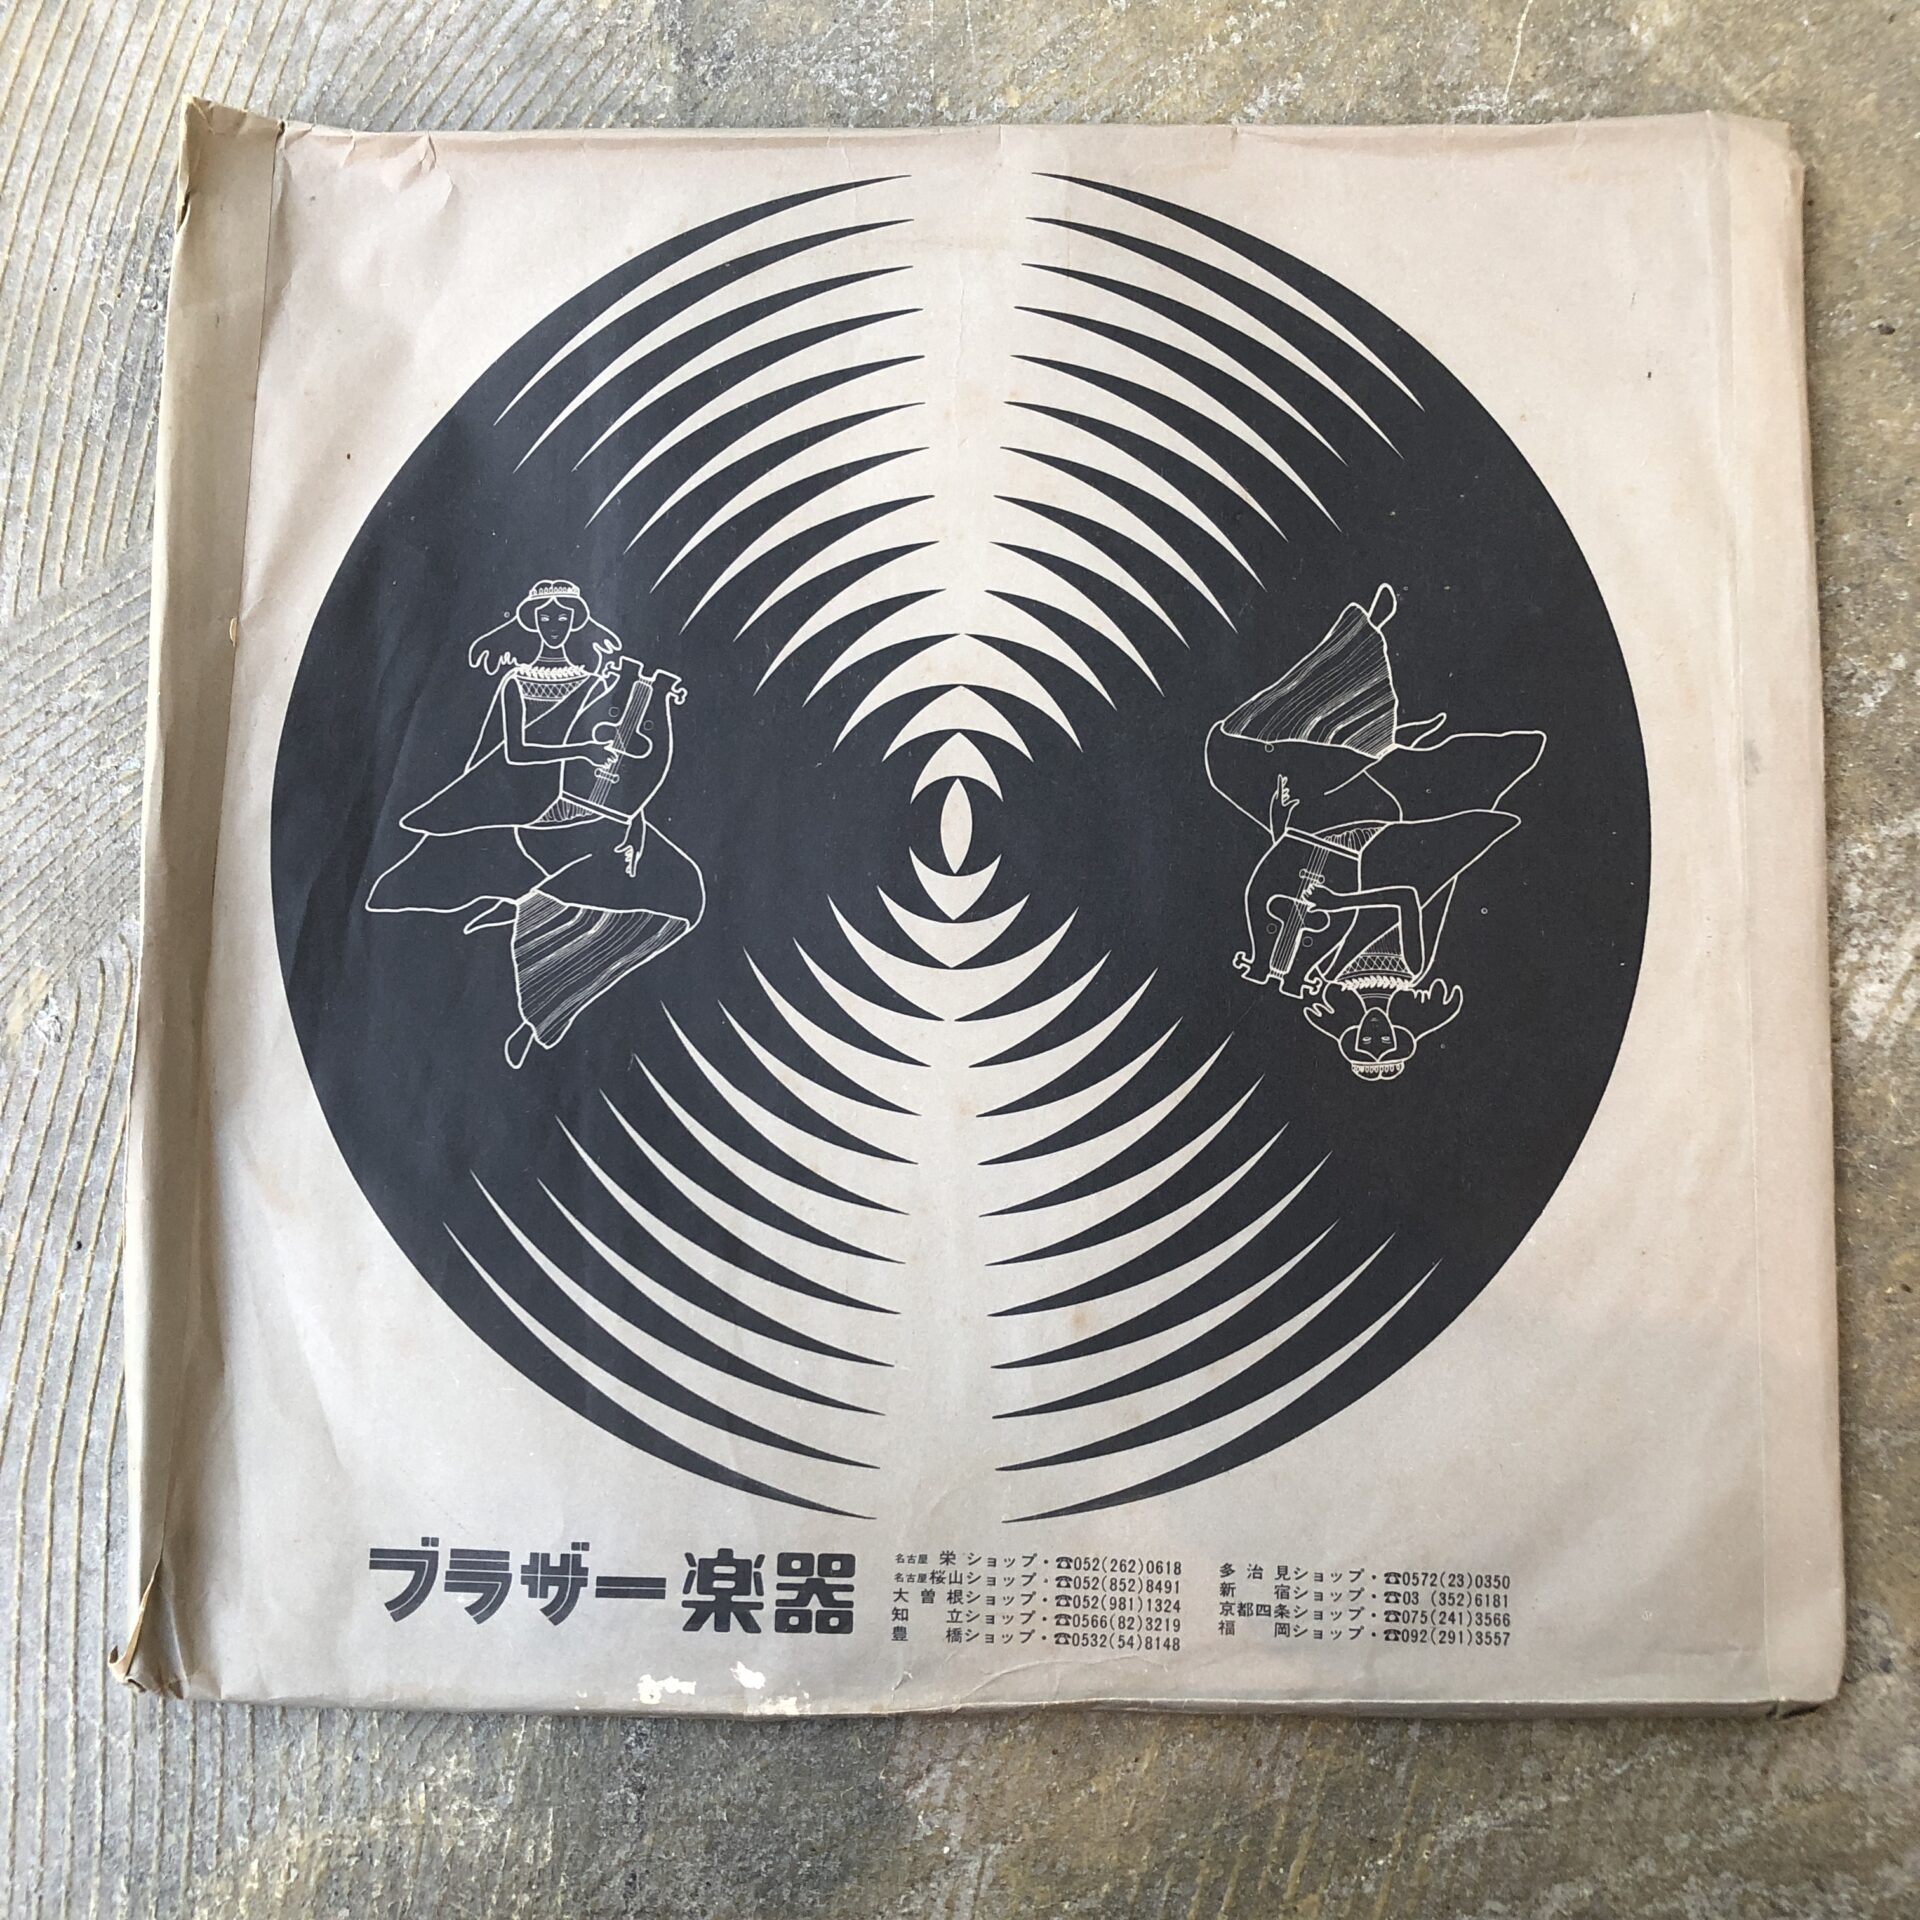 ブラザー楽器
名古屋 栄 ショップ・☎052(262)0618
名古屋桜山ショップ・☎052(852)8491
大曽根ショップ・☎052(981)1324
知 立ショップ・☎0566(82)3219
豊 橋ショップ・☎0532(54)8148
多治見ショップ・☎0572(23)0350
新 宿ショップ・☎03 (352)6181
京都四条ショップ・☎075(241)3566
福 岡ショップ・☎092(291)3557